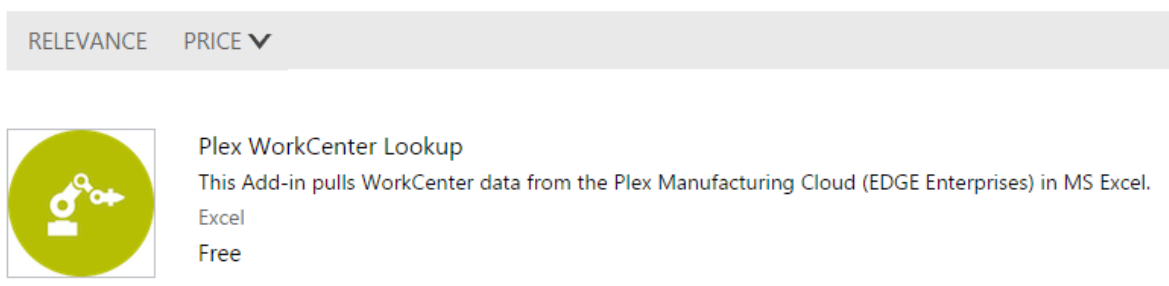 RELEVANCE PRICE
Plex WorkCenter Lookup
This Add-in pulls WorkCenter data from the Plex Manufacturing Cloud (EDGE Enterprises) in MS Excel.
Excel
Free